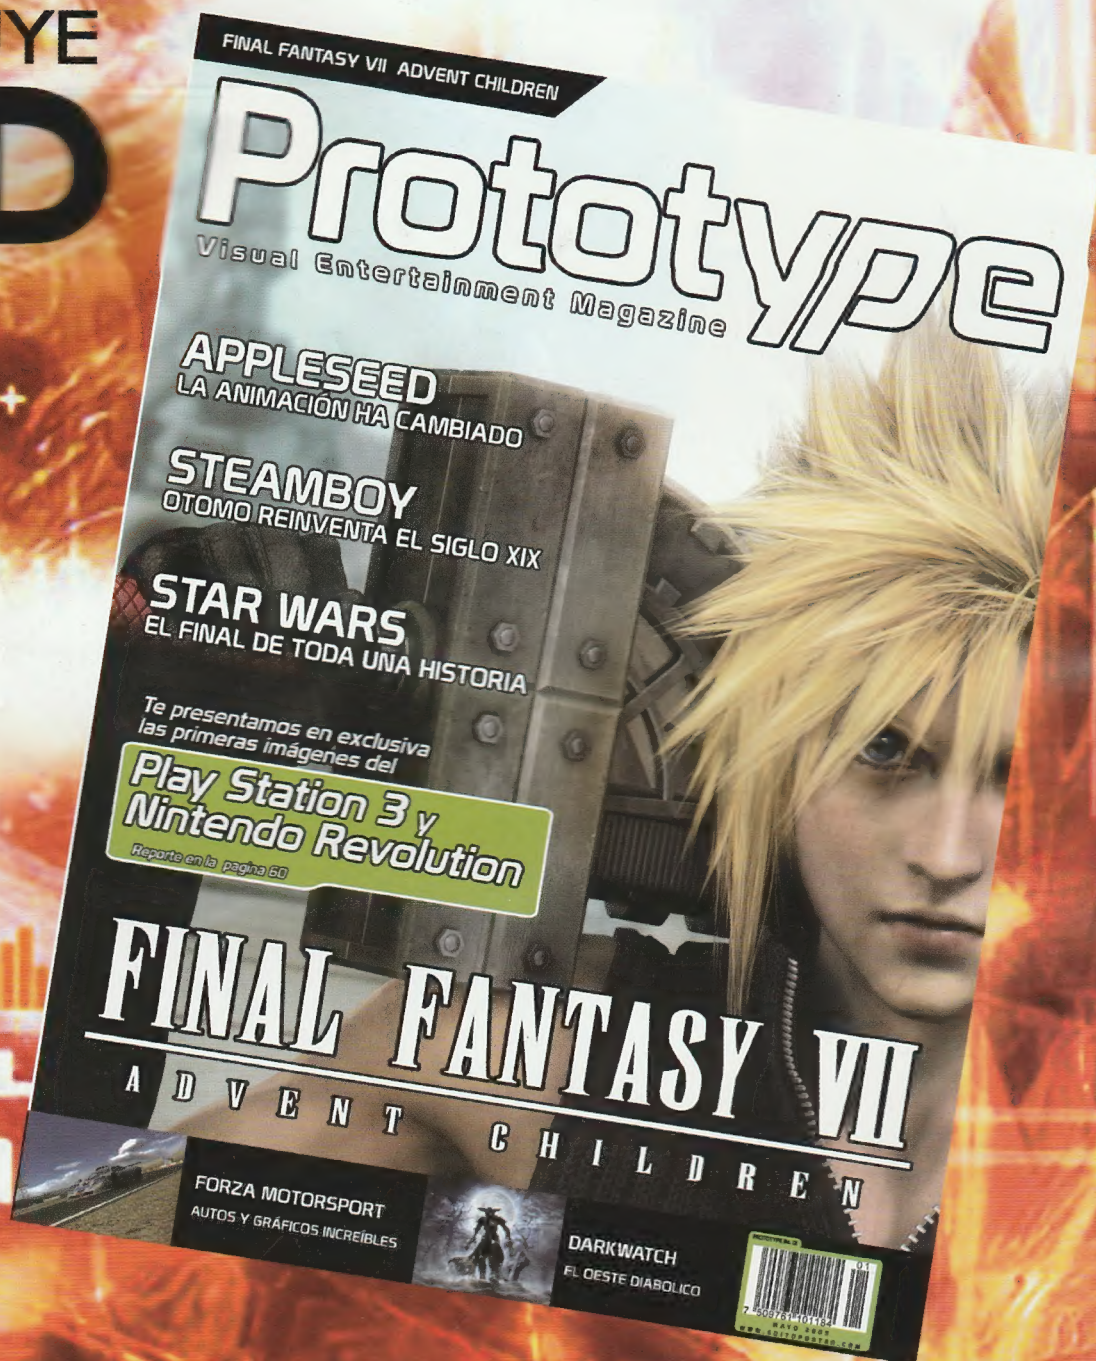 YE
D
FINAL FANTASY VII ADVENT CHILDREN
Prototype
Visual Entertainment Magazine
APPLESEED
LA ANIMACIÓN HA CAMBIADO
STEAMBOY
OTOMO REINVENTA EL SIGLO XIX
STAR WARS
EL FINAL DE TODA UNA HISTORIA
Te presentamos en exclusiva
las primeras imágenes del
Play Station 3 y
Nintendo Revolution
Reporte en la pagina 60
FINAL FANTASY VII
ADVENT CHILDREN
FORZA MOTORSPORT
AUTOS Y GRÁFICOS INCREÍBLES
DARKWATCH
EL OESTE DIABOLICO
01
MAYO 2005